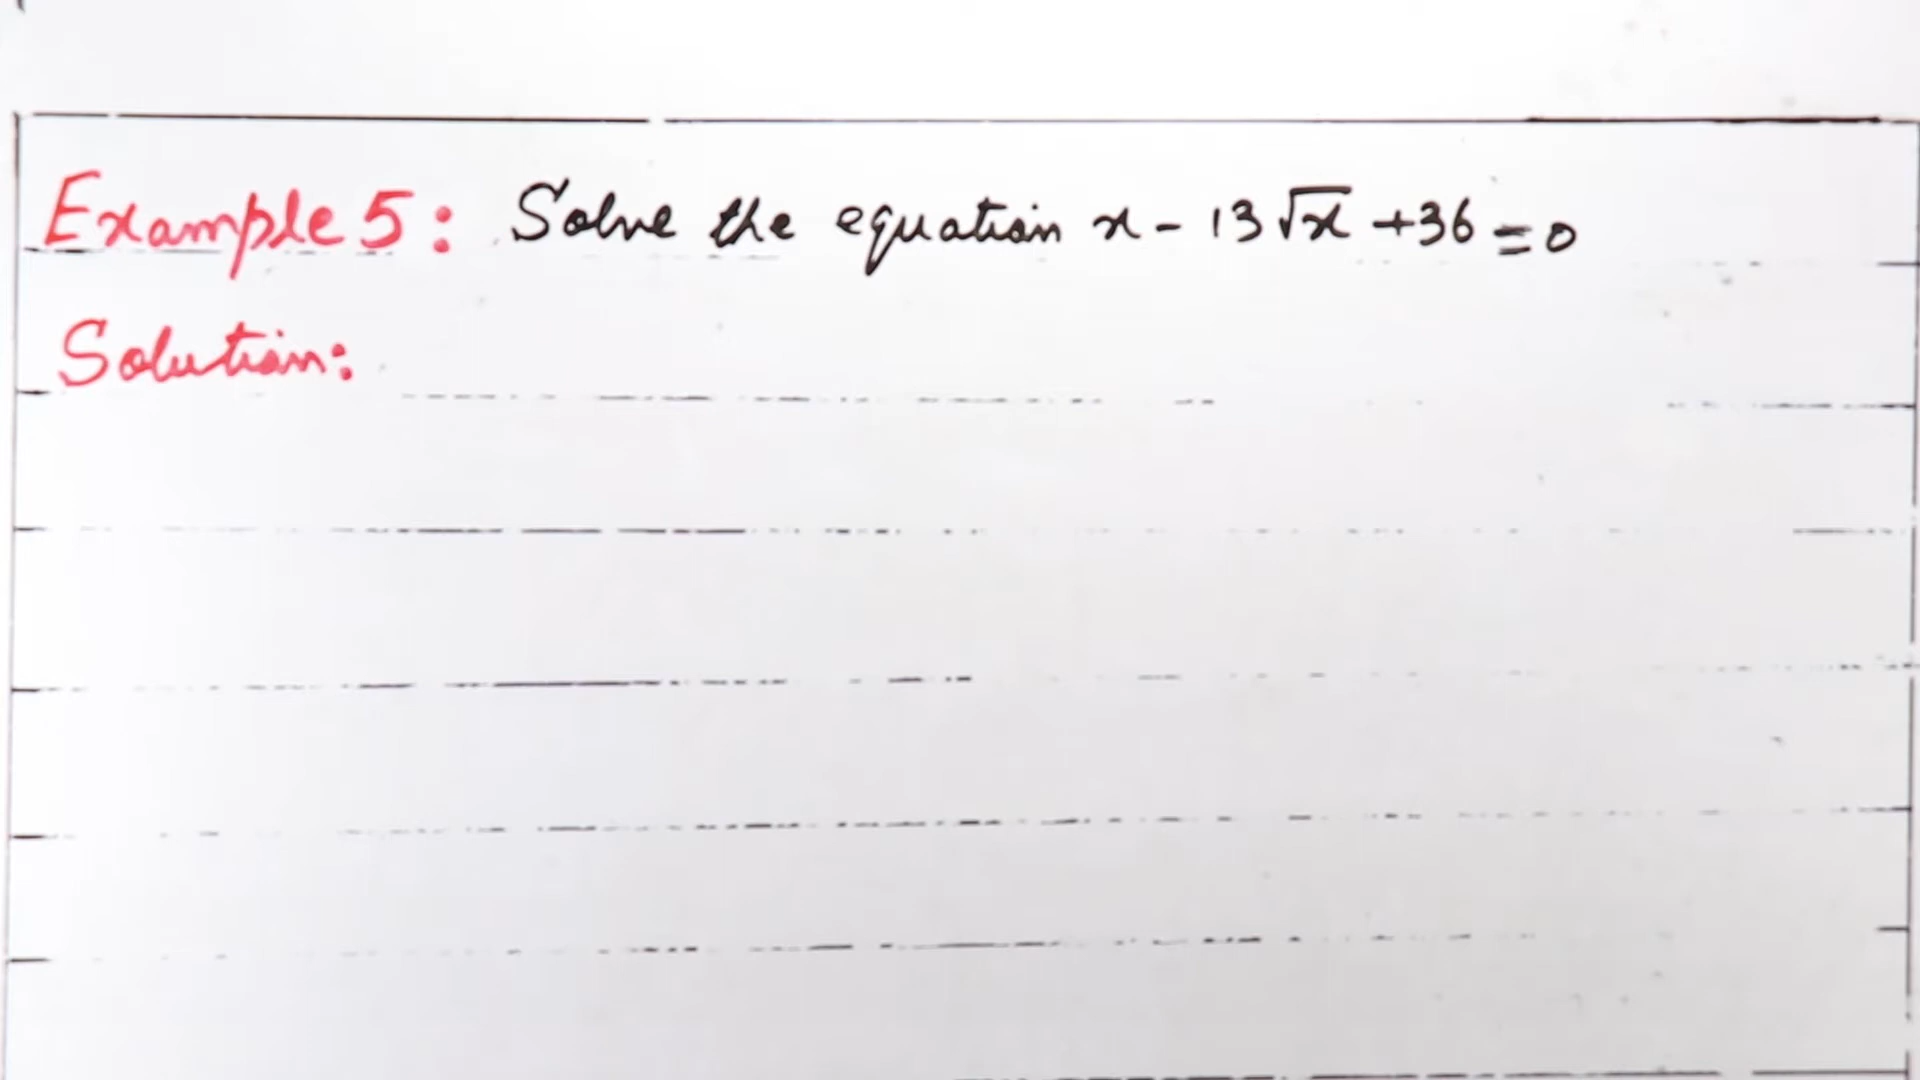 Example 5: Solve the equation x - 13√x + 36 = 0
Solution: